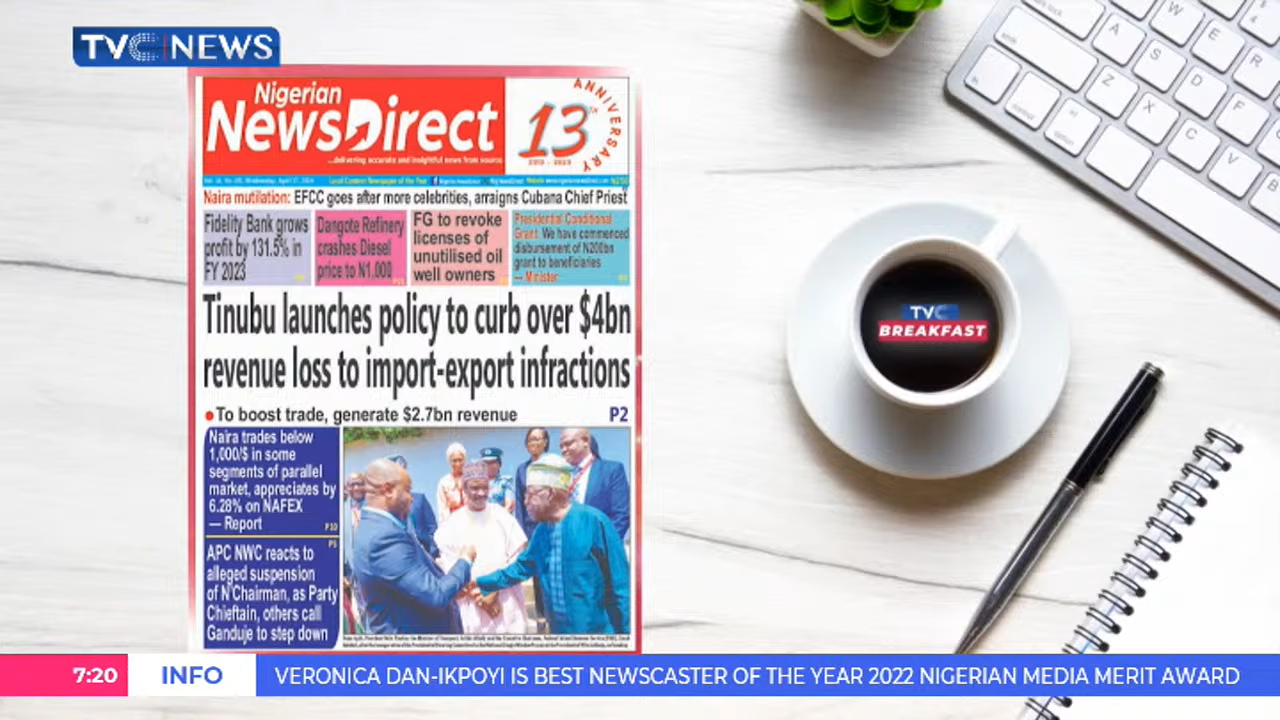 TVC NEWS
Nigerian
NewsDirect
...delivering accurate and insightful news from source
13TH ANNIVERSARY
Naira mutilation: EFCC goes after more celebrities, arraigns Cubana Chief Priest
Fidelity Bank grows
profit by 131.5% in
FY 2023
Dangote Refinery
crashes Diesel
price to N1,000
FG to revoke
licenses of
unutilised oil
well owners
Presidential Conditional
Grant: We have commenced
disbursement of N200bn
grant to beneficiaries
— Minister
Tinubu launches policy to curb over $4bn
revenue loss to import-export infractions
To boost trade, generate $2.7bn revenue P2
Naira trades below
1,000/$ in some
segments of parallel
market, appreciates by
6.28% on NAFEX
— Report P10
P5
APC NWC reacts to
alleged suspension
of N'Chairman, as Party
Chieftain, others call
Ganduje to step down
TVC
BREAKFAST
A
W
S
E
Z
D
R
X
F
C
V
G
B
7:20
INFO
VERONICA DAN-IKPOYI IS BEST NEWSCASTER OF THE YEAR 2022 NIGERIAN MEDIA MERIT AWARD